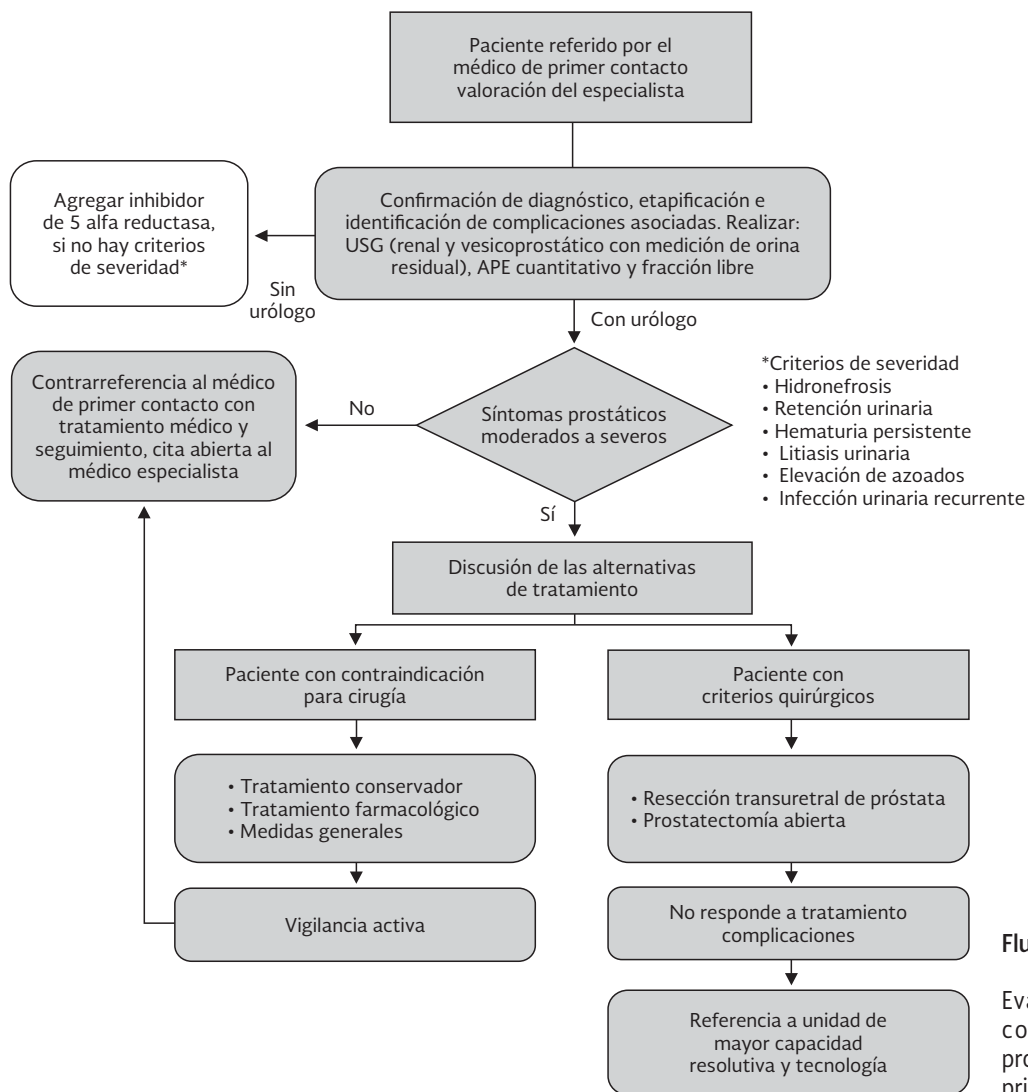 Paciente referido por el
médico de primer contacto
valoración del especialista
Agregar inhibidor
de 5 alfa reductasa,
si no hay criterios
de severidad*
Confirmación de diagnóstico, etapificación e
identificación de complicaciones asociadas. Realizar:
USG (renal y vesicoprostático con medición de orina
residual), APE cuantitativo y fracción libre
Sin
urólogo
Con urólogo
Contrarreferencia al médico
de primer contacto con
tratamiento médico y
seguimiento, cita abierta al
médico especialista
No
Síntomas prostáticos
moderados a severos
*Criterios de severidad
• Hidronefrosis
• Retención urinaria
• Hematuria persistente
• Litiasis urinaria
• Elevación de azoados
• Infección urinaria recurrente
Sí
Discusión de las alternativas
de tratamiento
Paciente con contraindicación
para cirugía
Paciente con
criterios quirúrgicos
• Tratamiento conservador
• Tratamiento farmacológico
• Medidas generales
• Resección transuretral de próstata
• Prostatectomía abierta
Vigilancia activa
No responde a tratamiento
complicaciones
Referencia a unidad de
mayor capacidad
resolutiva y tecnología
Flu
Eva
co
pro
pri